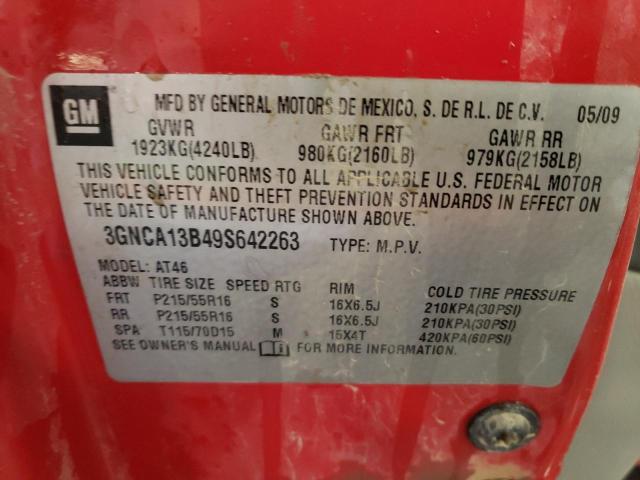 GM MFD BY GENERAL MOTORS DE MEXICO, S. DE R.L. DE C.V. 05/09
GVWR GAWR FRT GAWR RR
1923KG(4240LB) 980KG(2160LB) 979KG(2158LB)
THIS VEHICLE CONFORMS TO ALL APPLICABLE U.S. FEDERAL MOTOR
VEHICLE SAFETY AND THEFT PREVENTION STANDARDS IN EFFECT ON
THE DATE OF MANUFACTURE SHOWN ABOVE.
3GNCA13B49S642263 TYPE: M.P.V.
MODEL: AT46
ABBW TIRE SIZE SPEED RTG RIM COLD TIRE PRESSURE
FRT P215/55R16 S 16X6.5J 210KPA(30PSI)
RR P215/55R16 S 16X6.5J 210KPA(30PSI)
SPA T115/70D15 M 15X4T 420KPA(60PSI)
SEE OWNER'S MANUAL i FOR MORE INFORMATION.